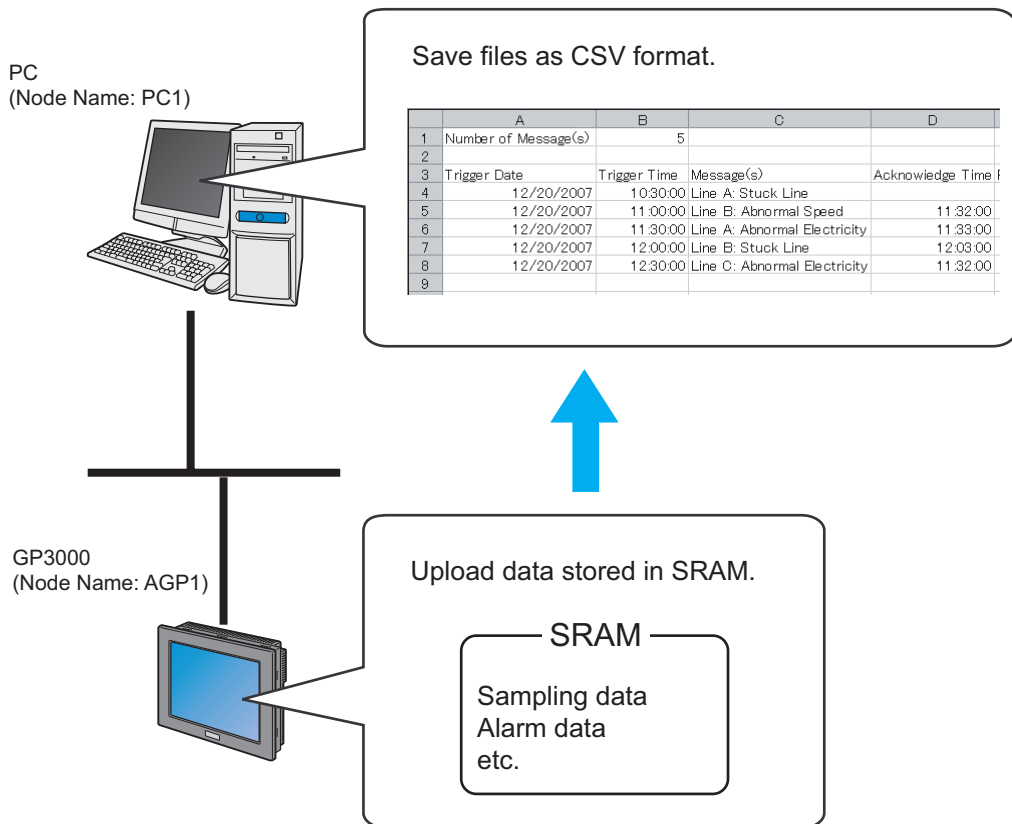 Save files as CSV format.
PC
(Node Name: PC1)
A B C D
1 Number of Message(s) 5
2
3 Trigger Date Trigger Time Message(s) Acknowiedge Time
4 12/20/2007 10:30:00 Line A: Stuck Line
5 12/20/2007 11:00:00 Line B: Abnormal Speed 11:32:00
6 12/20/2007 11:30:00 Line A: Abnormal Electricity 11:33:00
7 12/20/2007 12:00:00 Line B: Stuck Line 12:03:00
8 12/20/2007 12:30:00 Line C: Abnormal Electricity 11:32:00
9
GP3000
(Node Name: AGP1)
Upload data stored in SRAM.
SRAM
Sampling data
Alarm data
etc.